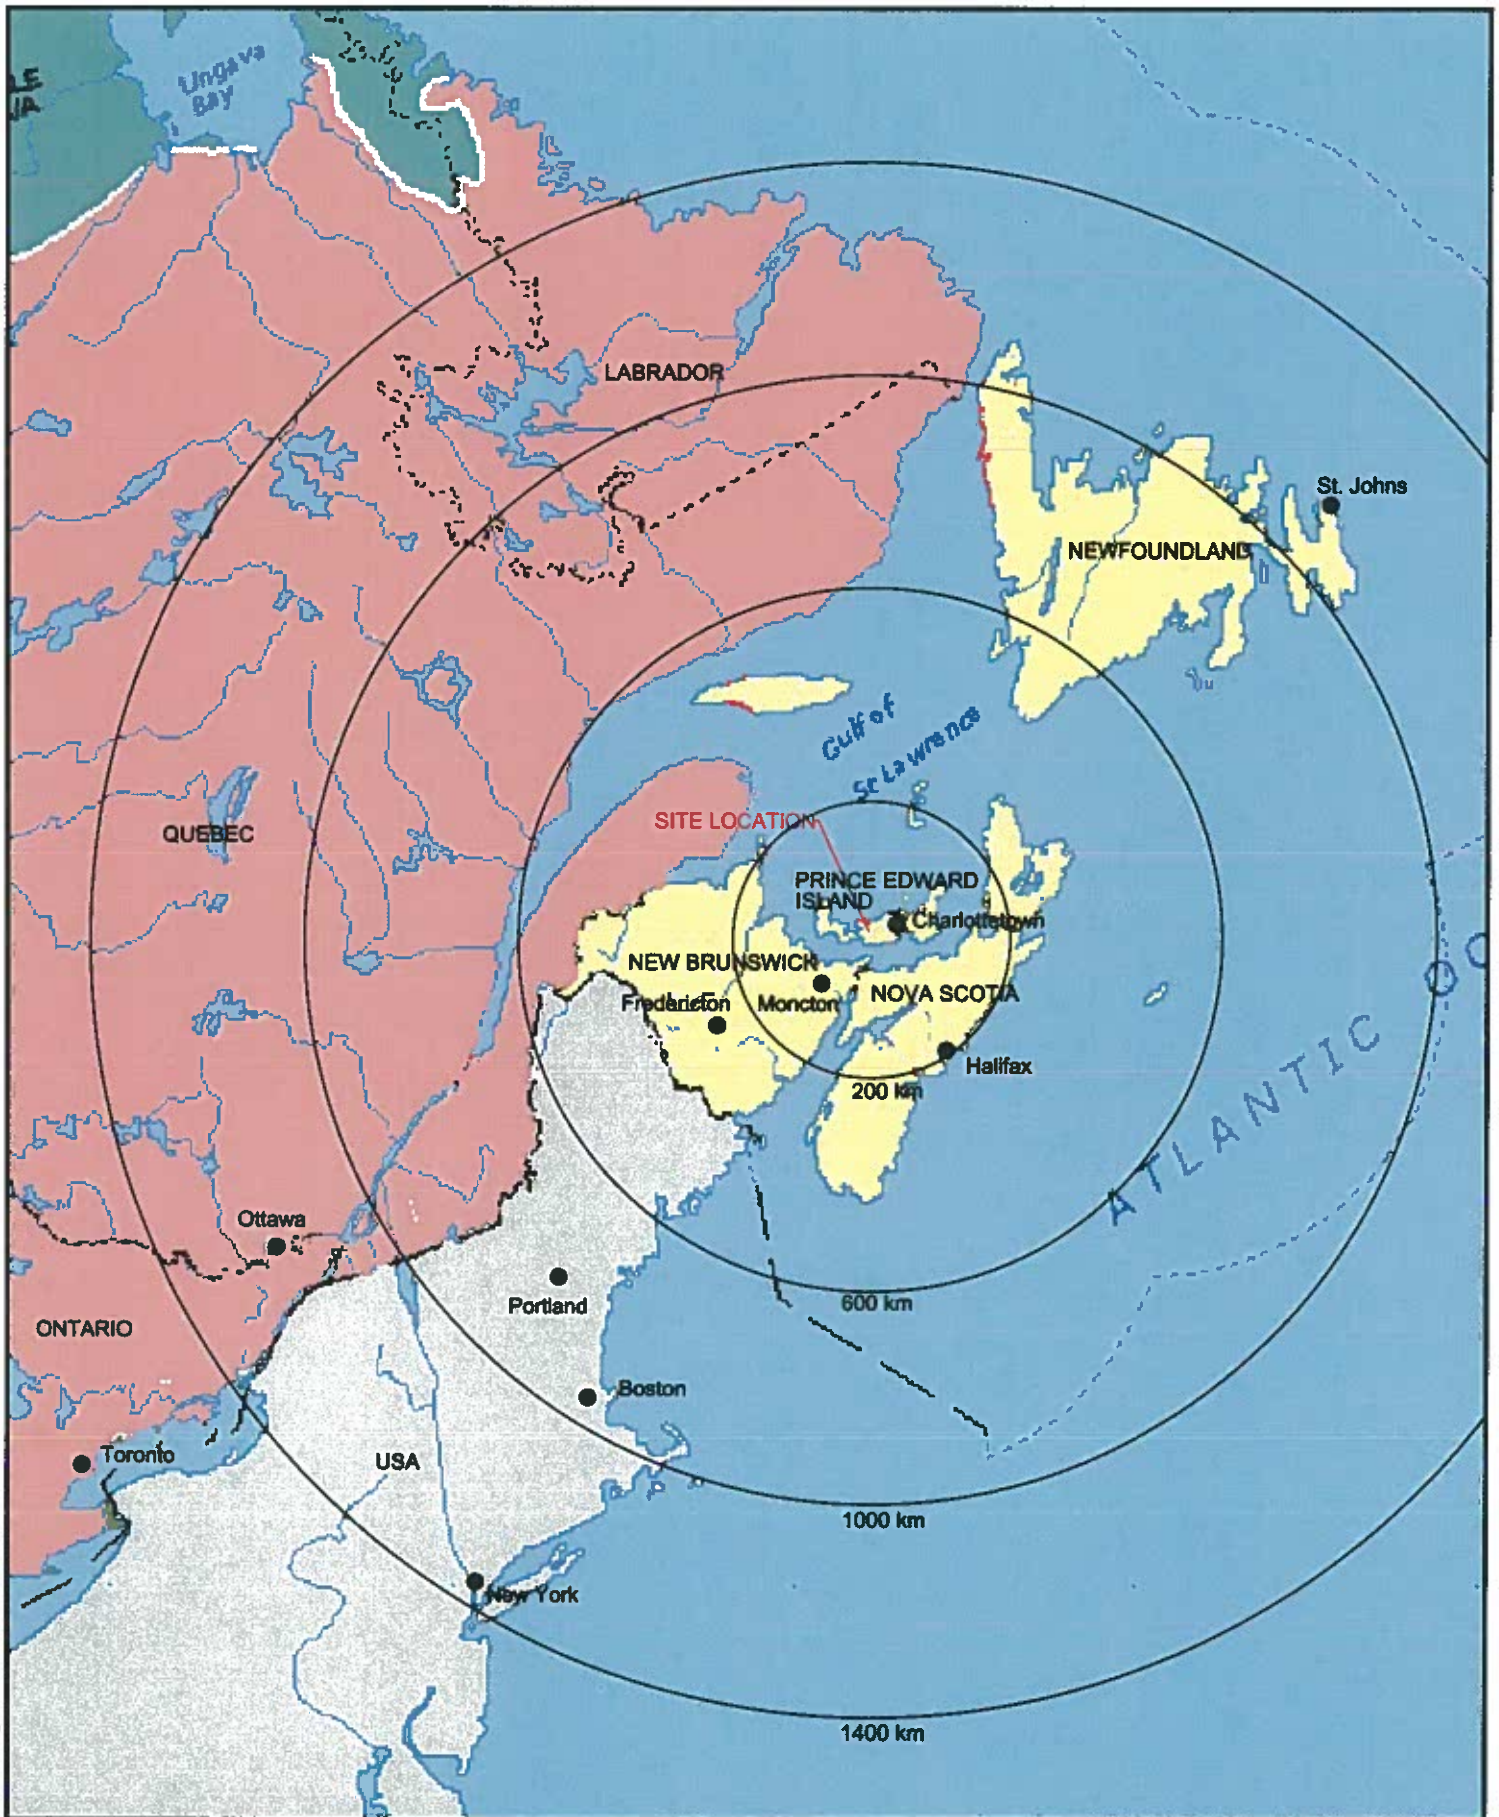 Ungava
Bay
LABRADOR
St. Johns
NEWFOUNDLAND
Gulf of
St Lawrence
SITE LOCATION
QUEBEC
PRINCE EDWARD
ISLAND
Charlottetown
NEW BRUNSWICK
Fredericton
Moncton
NOVA SCOTIA
Halifax
200 km
ATLANTIC
Ottawa
Portland
600 km
ONTARIO
Boston
Toronto
USA
1000 km
New York
1400 km